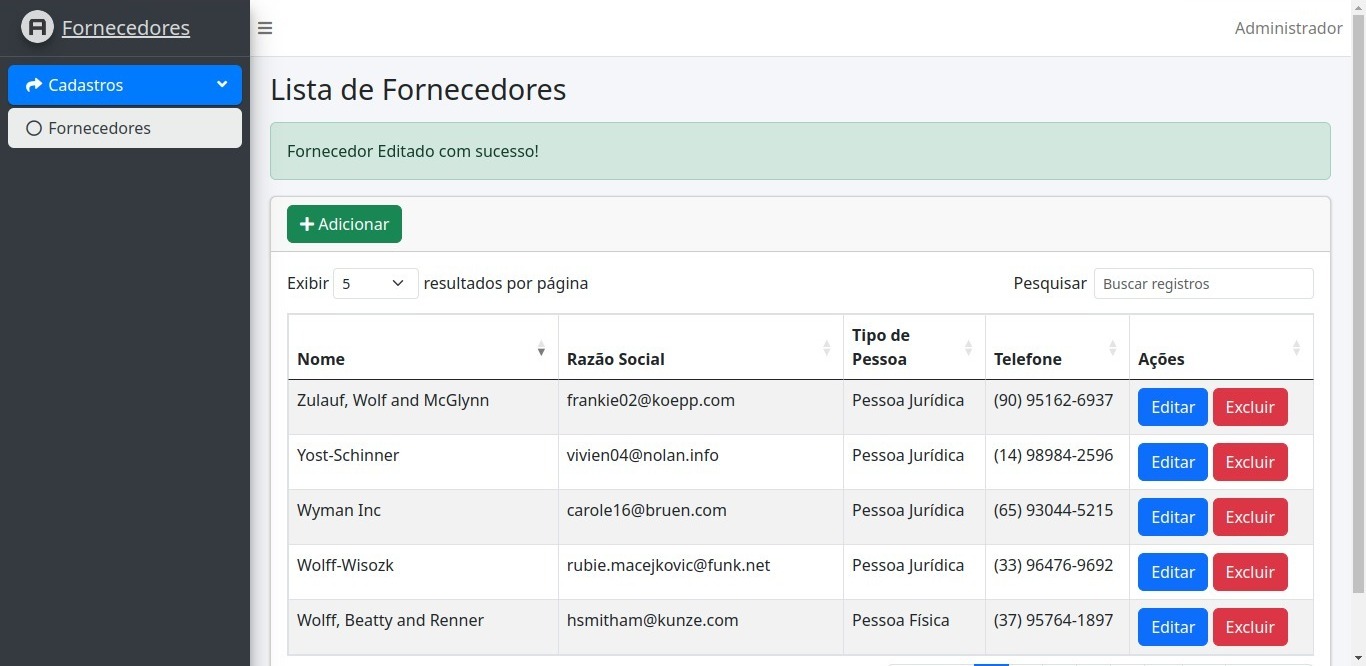 Fornecedores
Administrador
Cadastros
Fornecedores
Lista de Fornecedores
Fornecedor Editado com sucesso!
Adicionar
Exibir 5 resultados por página
Pesquisar Buscar registros
Nome Razão Social Tipo de Pessoa Telefone Ações
Zulauf, Wolf and McGlynn frankie02@koepp.com Pessoa Jurídica (90) 95162-6937 Editar Excluir
Yost-Schinner vivien04@nolan.info Pessoa Jurídica (14) 98984-2596 Editar Excluir
Wyman Inc carole16@bruen.com Pessoa Jurídica (65) 93044-5215 Editar Excluir
Wolff-Wisozk rubie.macejkovic@funk.net Pessoa Jurídica (33) 96476-9692 Editar Excluir
Wolff, Beatty and Renner hsmitham@kunze.com Pessoa Física (37) 95764-1897 Editar Excluir